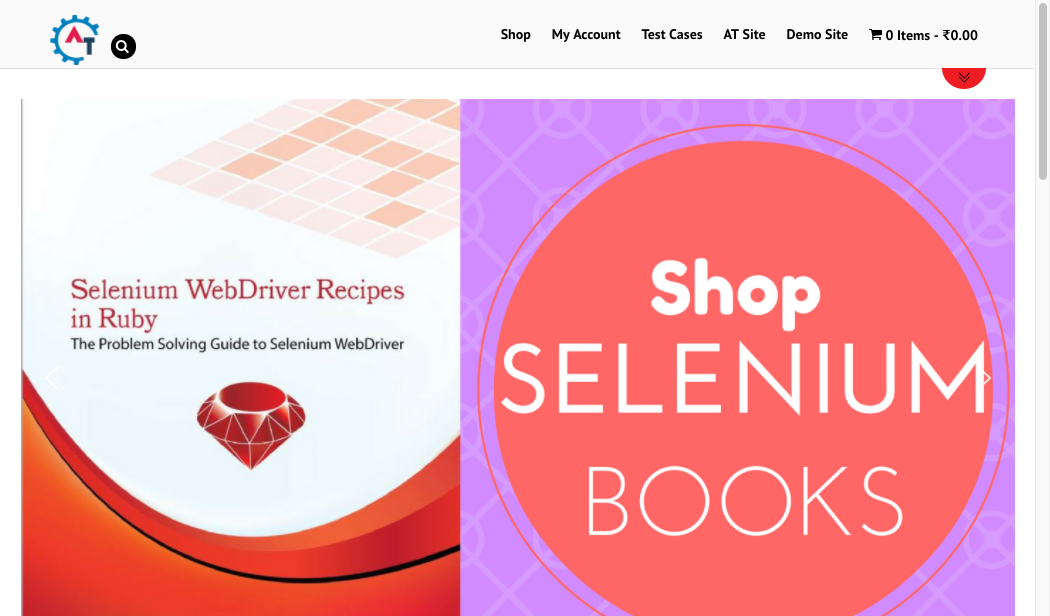 AT
Shop
My Account
Test Cases
AT Site
Demo Site
0 Items - ₹0.00
Selenium WebDriver Recipes
in Ruby
The Problem Solving Guide to Selenium WebDriver
Shop
SELENIUM
BOOKS